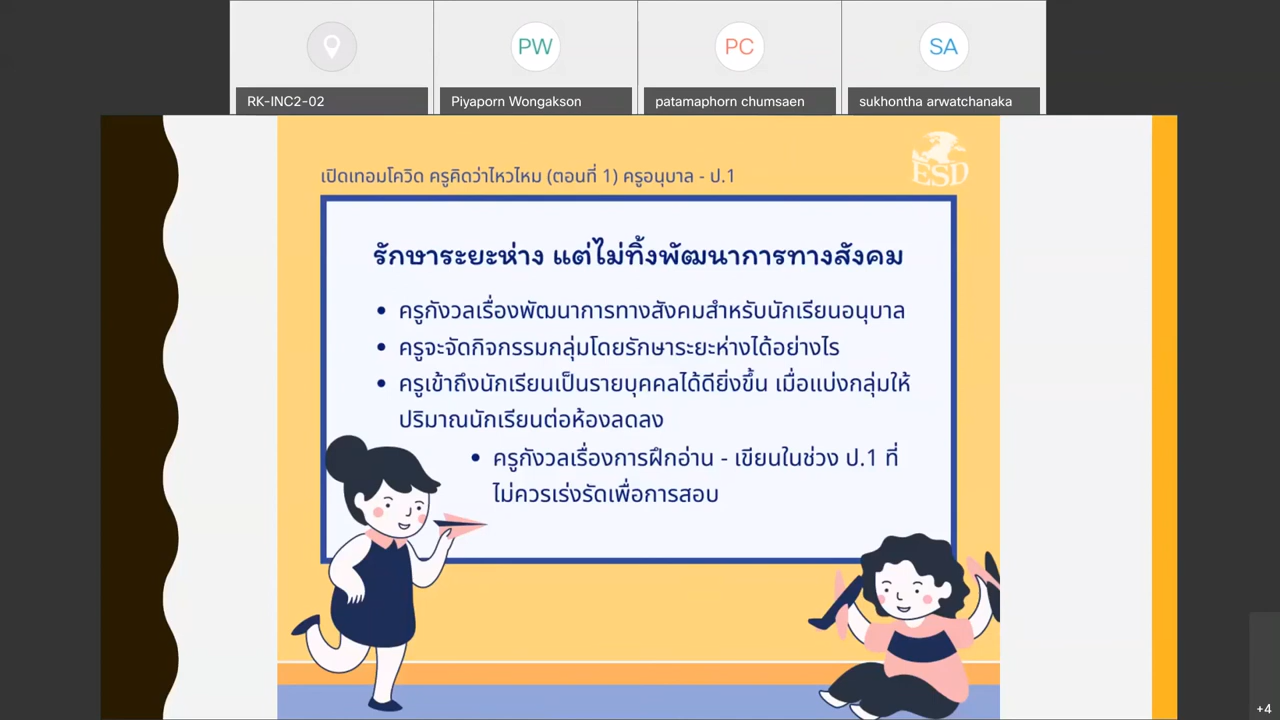 PW
PC
SA
RK-INC2-02
Piyaporn Wongakson
patamaphorn chumsaen
sukhontha arwatchanaka
ESD
เปิดเทอมโควิด ครูคิดว่าไหวไหม (ตอนที่ 1) ครูอนุบาล - ป.1
รักษาระยะห่าง แต่ไม่ทิ้งพัฒนาการทางสังคม
• ครูกังวลเรื่องพัฒนาการทางสังคมสำหรับนักเรียนอนุบาล
• ครูจะจัดกิจกรรมกลุ่มโดยรักษาระยะห่างได้อย่างไร
• ครูเข้าถึงนักเรียนเป็นรายบุคคลได้ดียิ่งขึ้น เมื่อแบ่งกลุ่มให้
ปริมาณนักเรียนต่อห้องลดลง
• ครูกังวลเรื่องการฝึกอ่าน - เขียนในช่วง ป.1 ที่
ไม่ควรเร่งรัดเพื่อการสอบ
+4